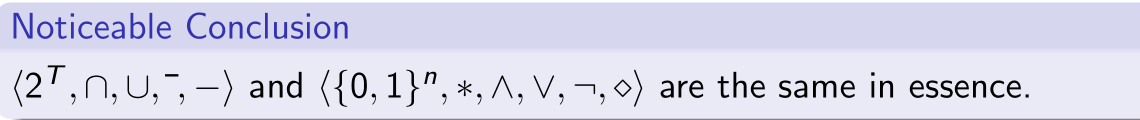 Noticeable Conclusion
⟨2^T, ∩, ∪, ¯, −⟩ and ⟨{0, 1}^n, ∗, ∧, ∨, ¬, ⋄⟩ are the same in essence.